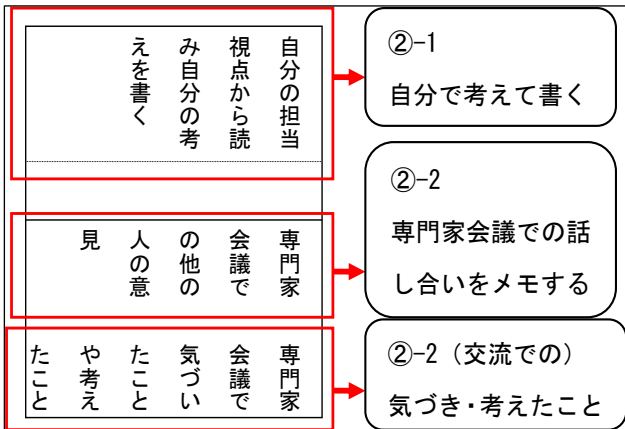 自分の担当
視点から読
み自分の考
えを書く
②-1
自分で考えて書く
専門家
会議で
の他の
人の意
見
②-2
専門家会議での話
し合いをメモする
専門家
会議で
気づい
たこと
や考え
たこと
②-2（交流での）
気づき・考えたこと